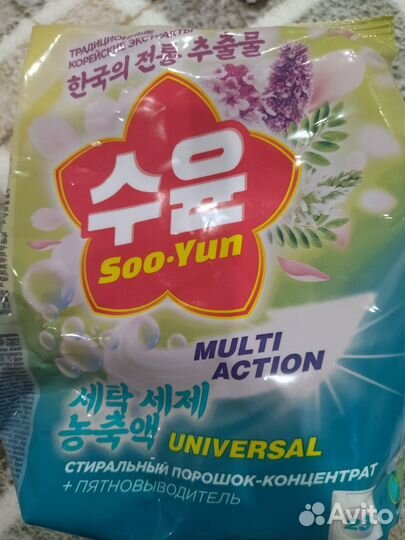 ТРАДИЦИОННЫЕ
КОРЕЙСКИЕ ЭКСТРАКТЫ
한국의 전통 추출물
수윤
Soo·Yun
MULTI
ACTION
세탁 세제
농축액 UNIVERSAL
СТИРАЛЬНЫЙ ПОРОШОК-КОНЦЕНТРАТ
+ ПЯТНОВЫВОДИТЕЛЬ
Avito